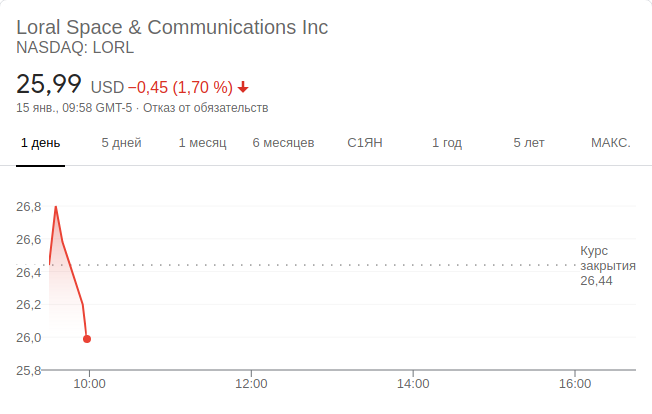 Loral Space & Communications Inc
NASDAQ: LORL
25,99 USD −0,45 (1,70 %)
15 янв., 09:58 GMT-5 · Отказ от обязательств
1 день 5 дней 1 месяц 6 месяцев С1ЯН 1 год 5 лет МАКС.
26,8
26,6
Курс
закрытия
26,44
26,4
26,2
26,0
25,8
10:00 12:00 14:00 16:00